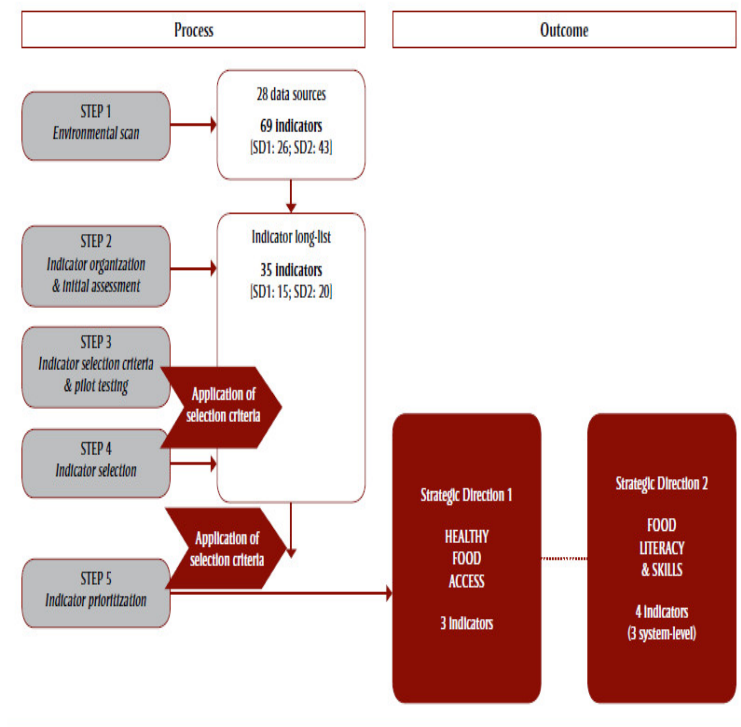 Process
Outcome
STEP 1
Environmental scan
28 data sources
69 indicators
[SD1: 26; SD2: 43]
STEP 2
Indicator organization
& initial assessment
Indicator long-list
35 indicators
[SD1: 15; SD2: 20]
STEP 3
Indicator selection criteria
& pilot testing
Application of
selection criteria
STEP 4
Indicator selection
Application of
selection criteria
STEP 5
Indicator prioritization
Strategic Direction 1
HEALTHY
FOOD
ACCESS
3 indicators
Strategic Direction 2
FOOD
LITERACY
& SKILLS
4 indicators
(3 system-level)